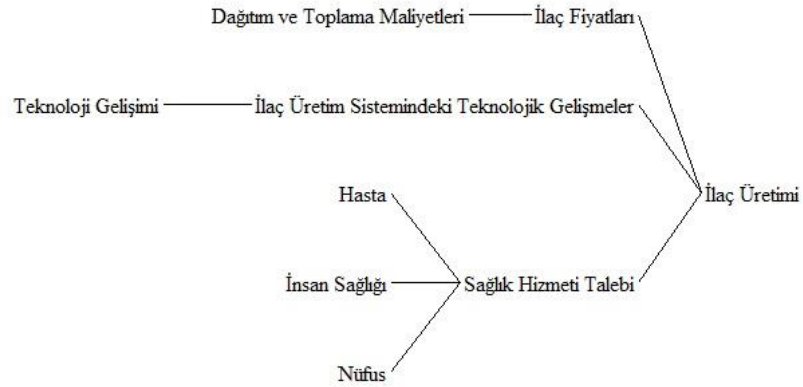 Dağıtım ve Toplama Maliyetleri İlaç Fiyatları
Teknoloji Gelişimi İlaç Üretim Sistemindeki Teknolojik Gelişmeler
Hasta İlaç Üretimi
İnsan Sağlığı Sağlık Hizmeti Talebi
Nüfus